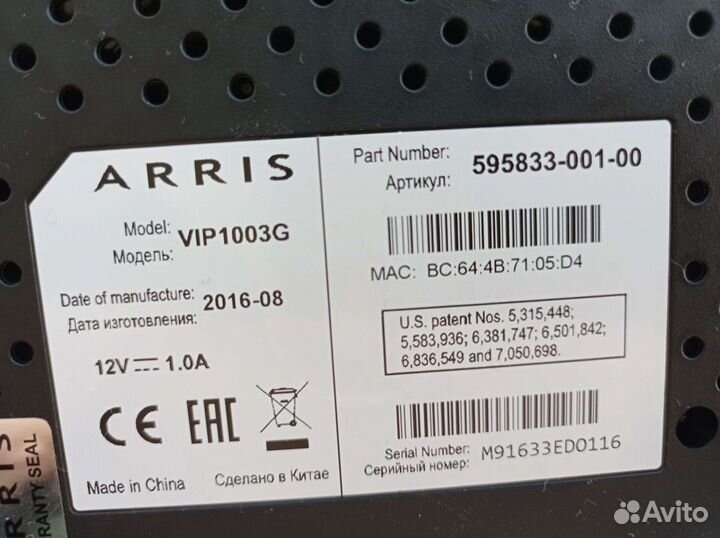 ARRIS
Model:
Модель:
VIP1003G
Date of manufacture:
Дата изготовления:
2016-08
12V 1.0A
CE EAC
Made in China
Сделано в Китае
Part Number:
Артикул:
595833-001-00
MAC: BC:64:4B:71:05:D4
U.S. patent Nos. 5,315,448;
5,583,936; 6,381,747; 6,501,842;
6,836,549 and 7,050,698.
Serial Number:
Серийный номер:
M91633EDO116
RRIS
RANTY SEAL
Avito